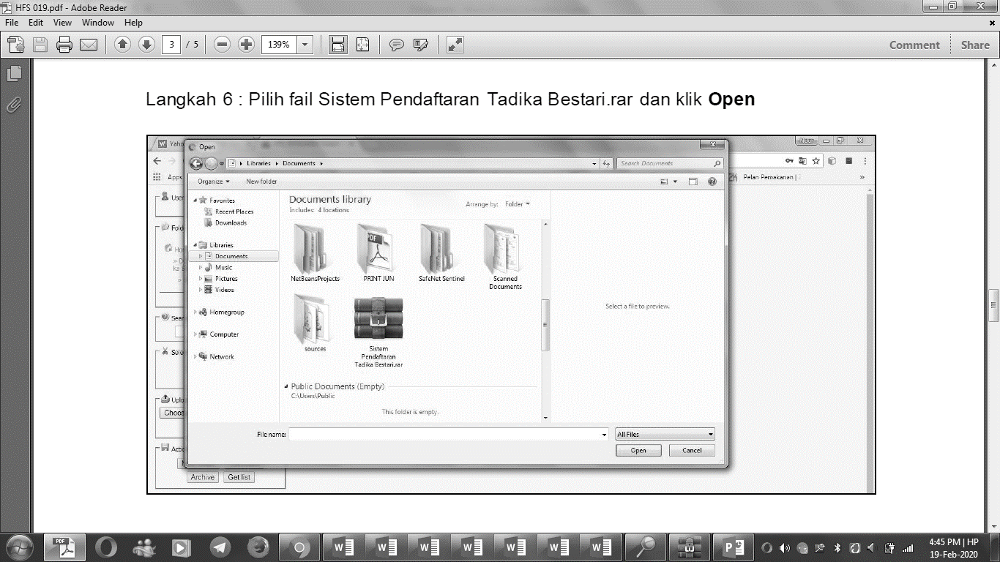 HFS 019.pdf - Adobe Reader
File Edit View Window Help
3 / 5 139% Comment Share
Langkah 6 : Pilih fail Sistem Pendaftaran Tadika Bestari.rar dan klik Open
Open
Libraries Documents Search Documents
Apps Pelan Pemakanan |
Organize New folder
Documents library
Includes: 4 locations
Arrange by: Folder
Favorites
Recent Places
Downloads
Libraries
Documents
Music
Pictures
Videos
Homegroup
Computer
Network
NetBeansProjects
PRINT JUN
SafeNet Sentinel
Scanned
Documents
sources
Sistem
Pendaftaran
Tadika Bestari.rar
Select a file to preview.
Public Documents (Empty)
C:\Users\Public
This folder is empty.
File name: All Files
Open Cancel
Archive Get list
4:45 PM | HP
19-Feb-2020